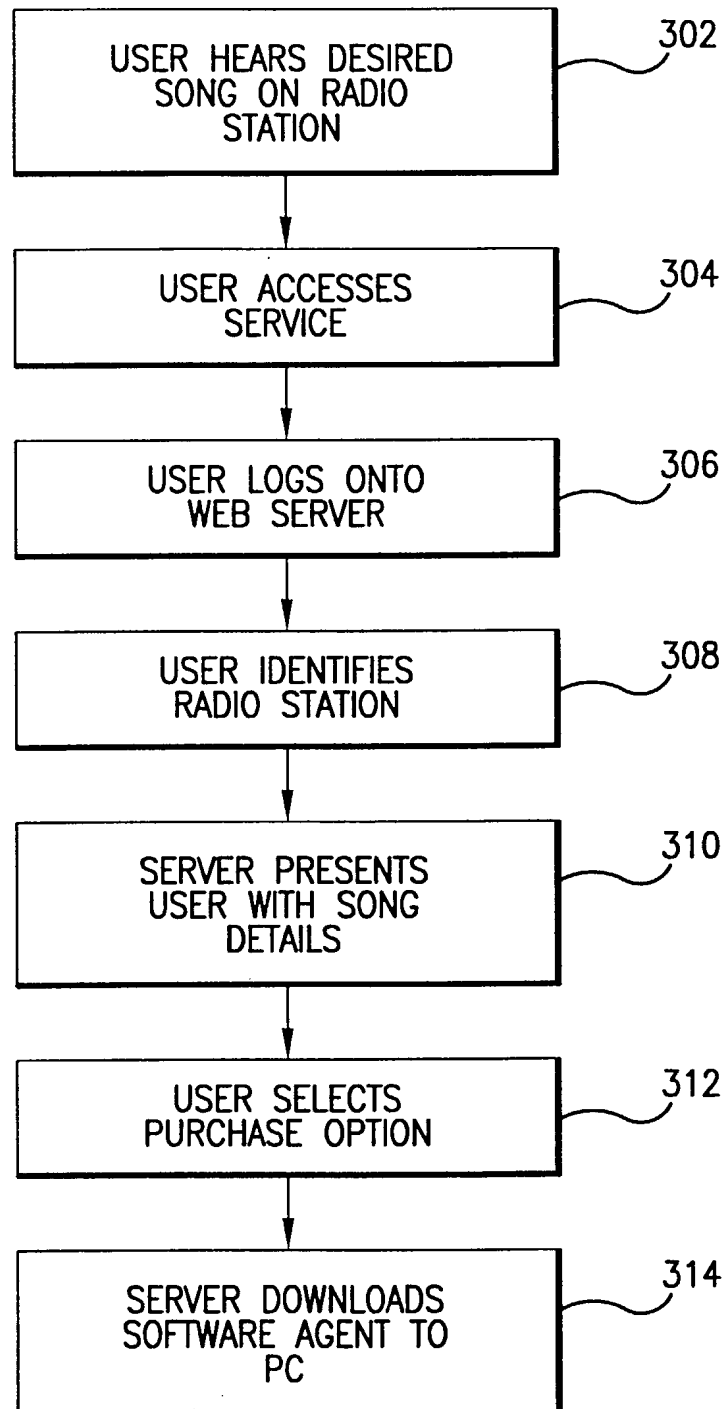 USER HEARS DESIRED
SONG ON RADIO
STATION
302
USER ACCESSES
SERVICE
304
USER LOGS ONTO
WEB SERVER
306
USER IDENTIFIES
RADIO STATION
308
SERVER PRESENTS
USER WITH SONG
DETAILS
310
USER SELECTS
PURCHASE OPTION
312
SERVER DOWNLOADS
SOFTWARE AGENT TO
PC
314